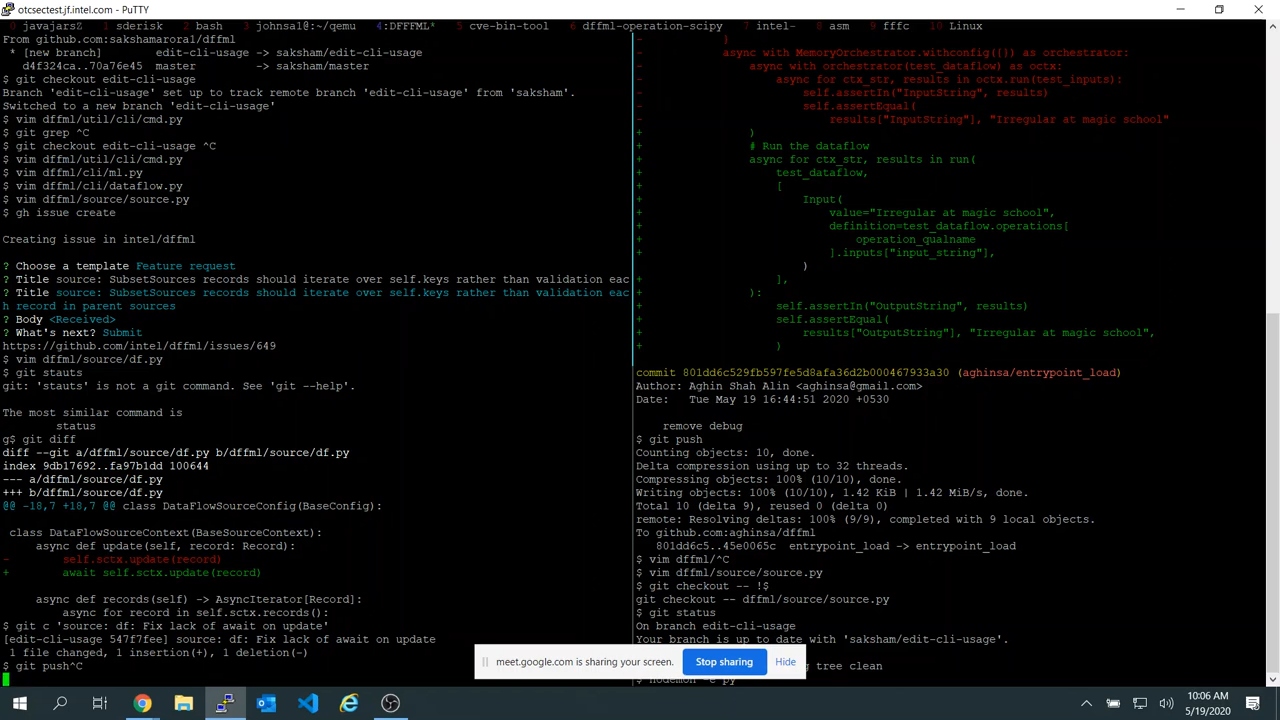 otcsectest.jf.intel.com - PuTTY
0 javajarsZ  1 sderisk  2 bash  3 johnsa1@:~/qemu  4:DFFFML*  5 cve-bin-tool  6 dffml-operation-scipy  7 intel-  8 asm  9 fffc  10 Linux
From github.com:sakshamarora1/dffml
 * [new branch]      edit-cli-usage -> saksham/edit-cli-usage
   d4f324ca..70a76e45  master       -> saksham/master
$ git checkout edit-cli-usage
Branch 'edit-cli-usage' set up to track remote branch 'edit-cli-usage' from 'saksham'.
Switched to a new branch 'edit-cli-usage'
$ vim dffml/util/cli/cmd.py
$ git grep ^C
$ git checkout edit-cli-usage ^C
$ vim dffml/util/cli/cmd.py
$ vim dffml/cli/ml.py
$ vim dffml/cli/dataflow.py
$ vim dffml/source/source.py
$ gh issue create
Creating issue in intel/dffml
? Choose a template Feature request
? Title source: SubsetSources records should iterate over self.keys rather than validation eac
? Title source: SubsetSources records should iterate over self.keys rather than validation eac
h record in parent sources
? Body <Received>
? What's next? Submit
https://github.com/intel/dffml/issues/649
$ vim dffml/source/df.py
$ git stauts
git: 'stauts' is not a git command. See 'git --help'.
The most similar command is
        status
g$ git diff
diff --git a/dffml/source/df.py b/dffml/source/df.py
index 9db17692..fa97b1dd 100644
--- a/dffml/source/df.py
+++ b/dffml/source/df.py
@@ -18,7 +18,7 @@ class DataFlowSourceConfig(BaseConfig):
 class DataFlowSourceContext(BaseSourceContext):
     async def update(self, record: Record):
-        self.sctx.update(record)
+        await self.sctx.update(record)
     async def records(self) -> AsyncIterator[Record]:
         async for record in self.sctx.records():
$ git c 'source: df: Fix lack of await on update'
[edit-cli-usage 547f7fee] source: df: Fix lack of await on update
 1 file changed, 1 insertion(+), 1 deletion(-)
$ git push^C
-            }
-            async with MemoryOrchestrator.withconfig({}) as orchestrator:
-                async with orchestrator(test_dataflow) as octx:
-                    async for ctx_str, results in octx.run(test_inputs):
-                        self.assertIn("InputString", results)
-                        self.assertEqual(
-                            results["InputString"], "Irregular at magic school"
+                )
+                # Run the dataflow
+                async for ctx_str, results in run(
+                    test_dataflow,
+                    [
+                        Input(
+                            value="Irregular at magic school",
+                            definition=test_dataflow.operations[
+                                operation_qualname
+                            ].inputs["input_string"],
                         )
+                    ],
+                ):
+                    self.assertIn("OutputString", results)
+                    self.assertEqual(
+                        results["OutputString"], "Irregular at magic school",
+                    )
commit 801dd6c529fb597fe5d8afa36d2b000467933a30 (aghinsa/entrypoint_load)
Author: Aghin Shah Alin <aghinsa@gmail.com>
Date:   Tue May 19 16:44:51 2020 +0530
    remove debug
$ git push
Counting objects: 10, done.
Delta compression using up to 32 threads.
Compressing objects: 100% (10/10), done.
Writing objects: 100% (10/10), 1.42 KiB | 1.42 MiB/s, done.
Total 10 (delta 9), reused 0 (delta 0)
remote: Resolving deltas: 100% (9/9), completed with 9 local objects.
To github.com:aghinsa/dffml
   801dd6c5..45e0065c  entrypoint_load -> entrypoint_load
$ vim dffml/^C
$ vim dffml/source/source.py
$ git checkout -- !$
git checkout -- dffml/source/source.py
$ git status
On branch edit-cli-usage
Your branch is up to date with 'saksham/edit-cli-usage'.
g tree clean
$ nodemon -e py
meet.google.com is sharing your screen. Stop sharing Hide
10:06 AM
5/19/2020